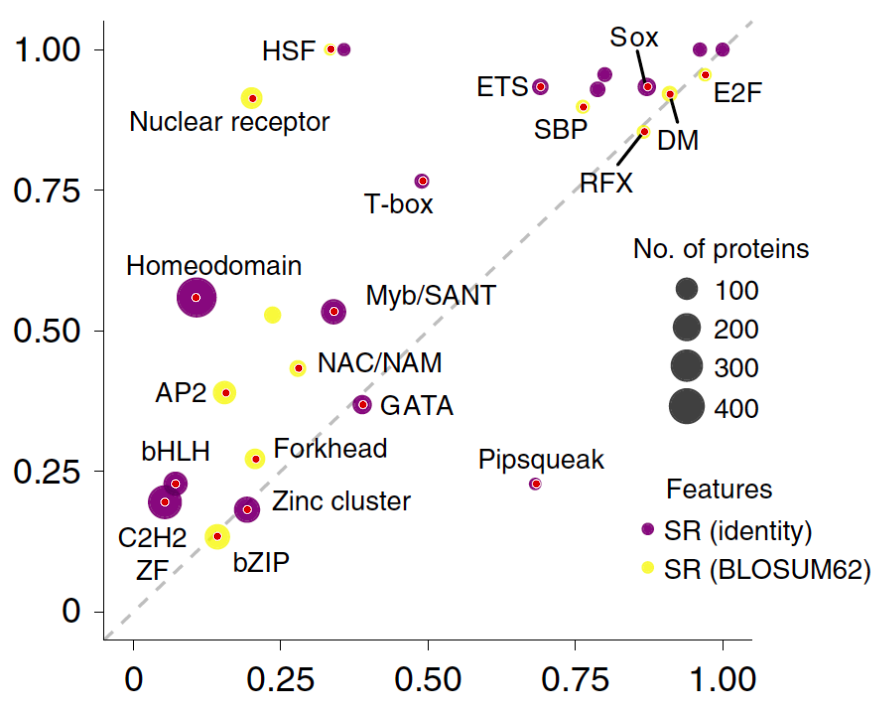 1.00
HSF
Sox
ETS
E2F
Nuclear receptor
SBP
DM
RFX
0.75
T-box
No. of proteins
Homeodomain
100
Myb/SANT
0.50
200
NAC/NAM
300
AP2
GATA
400
bHLH
Forkhead
Pipsqueak
0.25
Zinc cluster
Features
C2H2
ZF
SR (identity)
bZIP
SR (BLOSUM62)
0
0
0.25
0.50
0.75
1.00